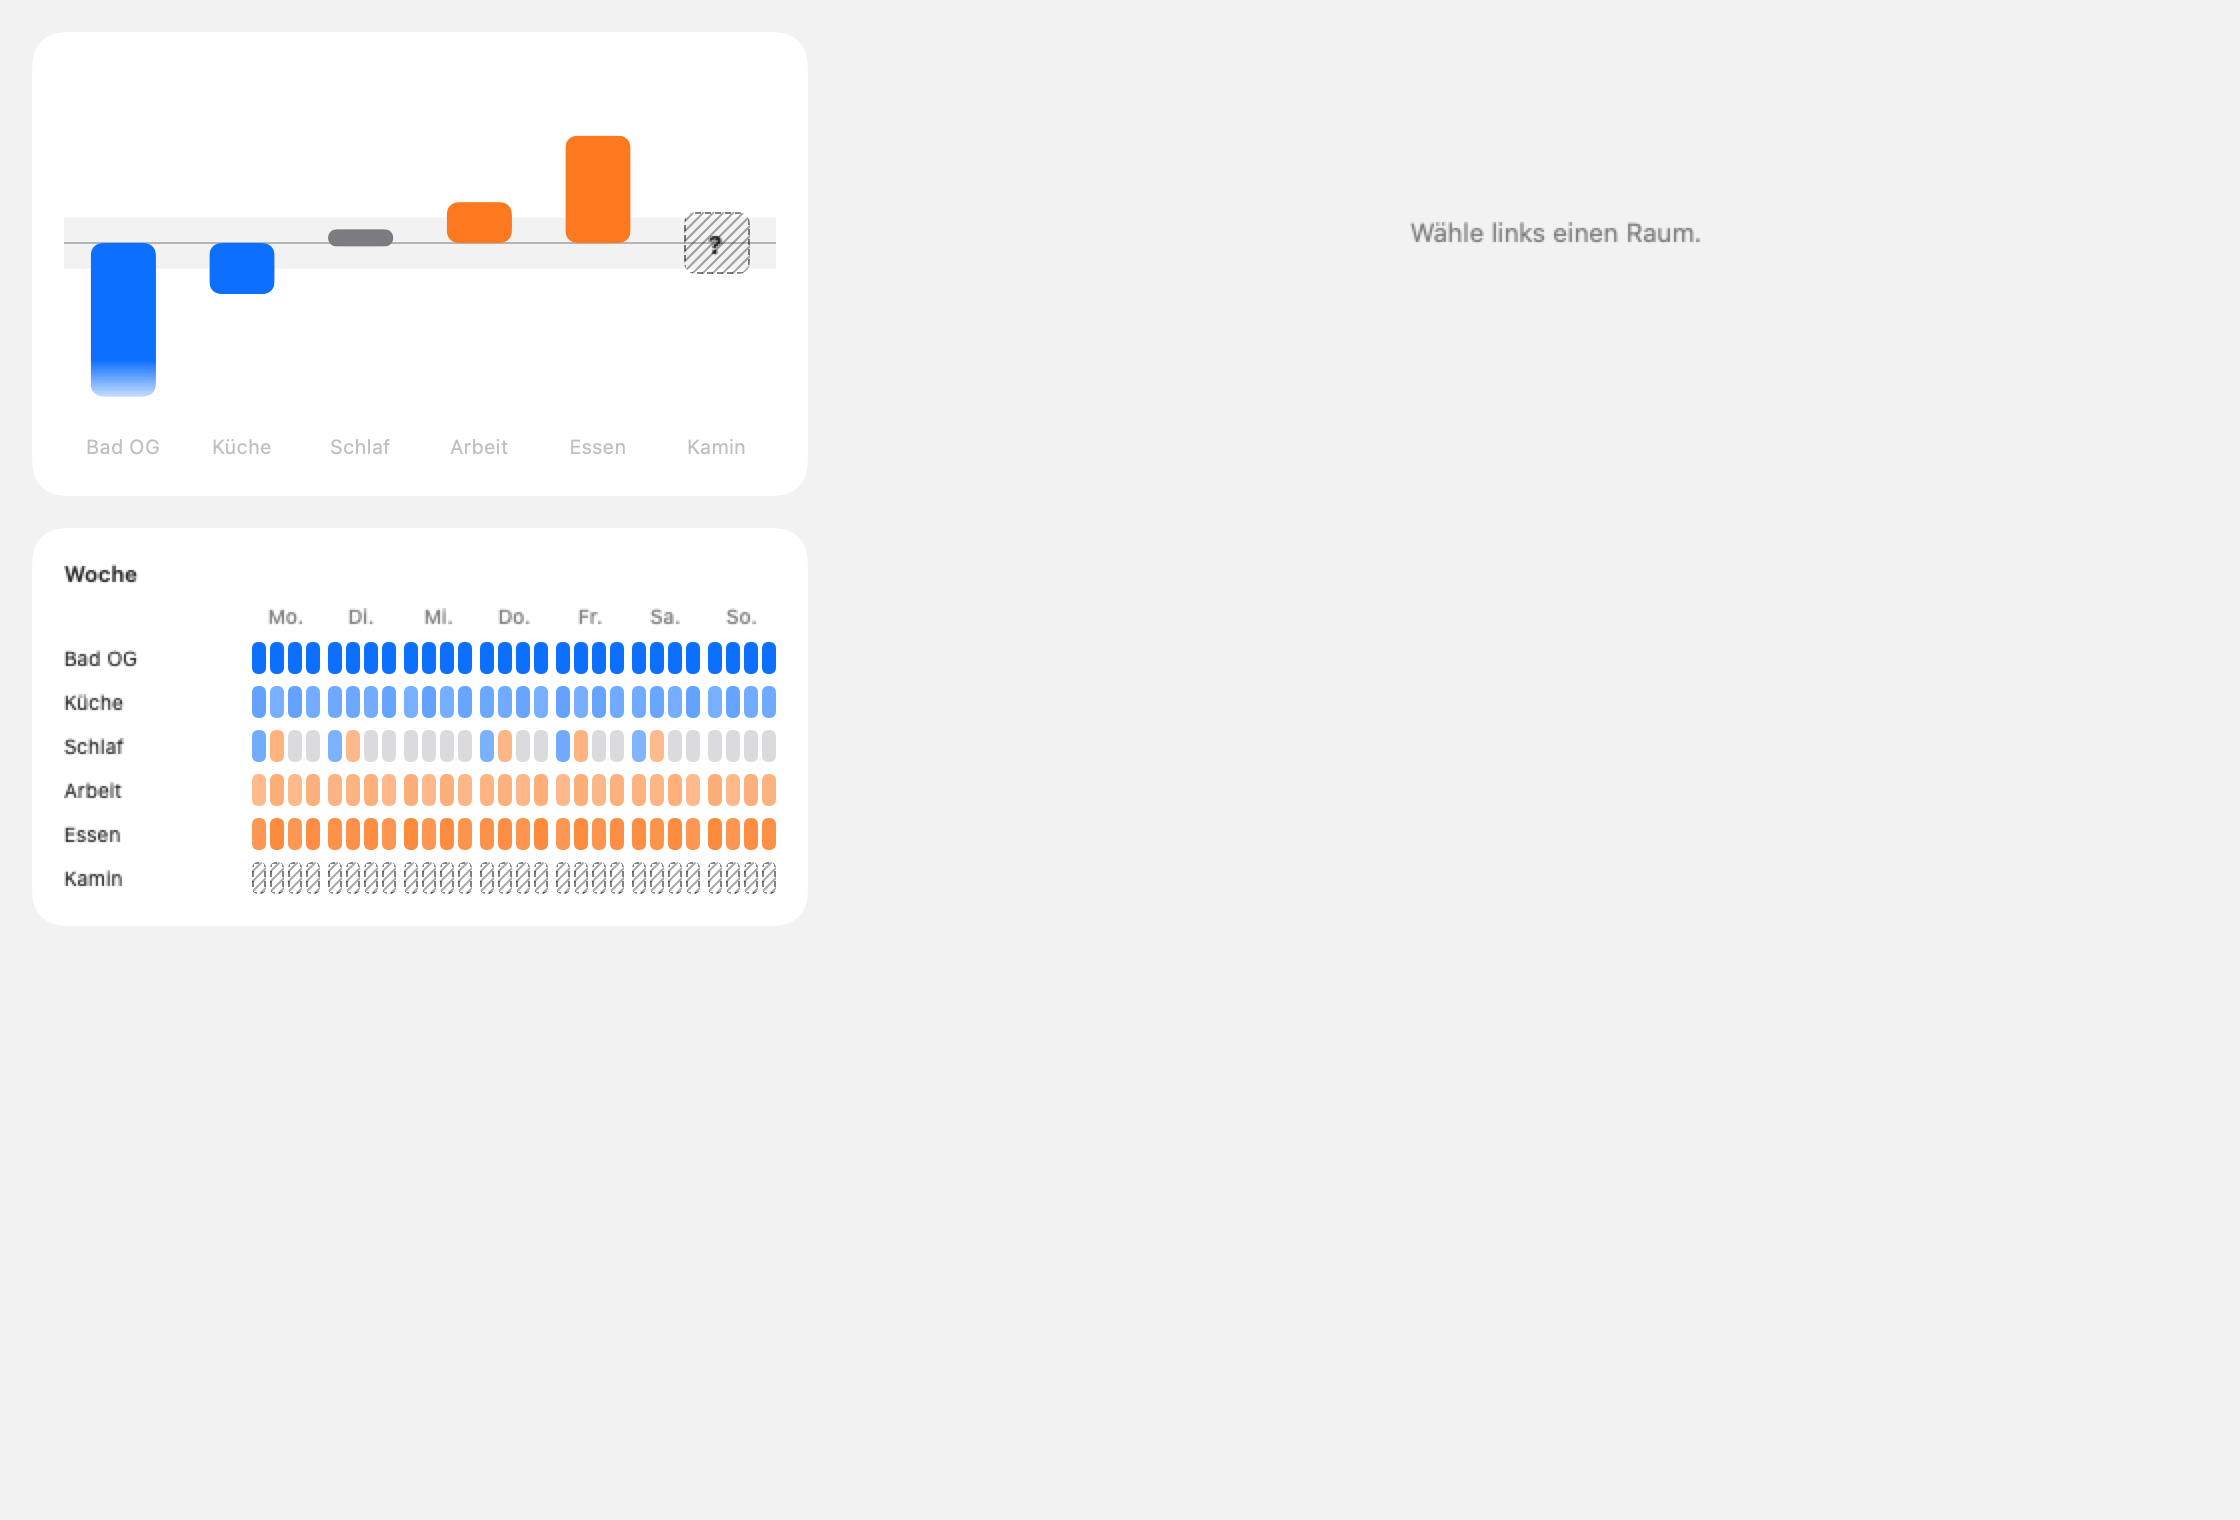 ?
Bad OG Küche Schlaf Arbeit Essen Kamin
Wähle links einen Raum.
Woche
Mo. Di. Mi. Do. Fr. Sa. So.
Bad OG
Küche
Schlaf
Arbeit
Essen
Kamin